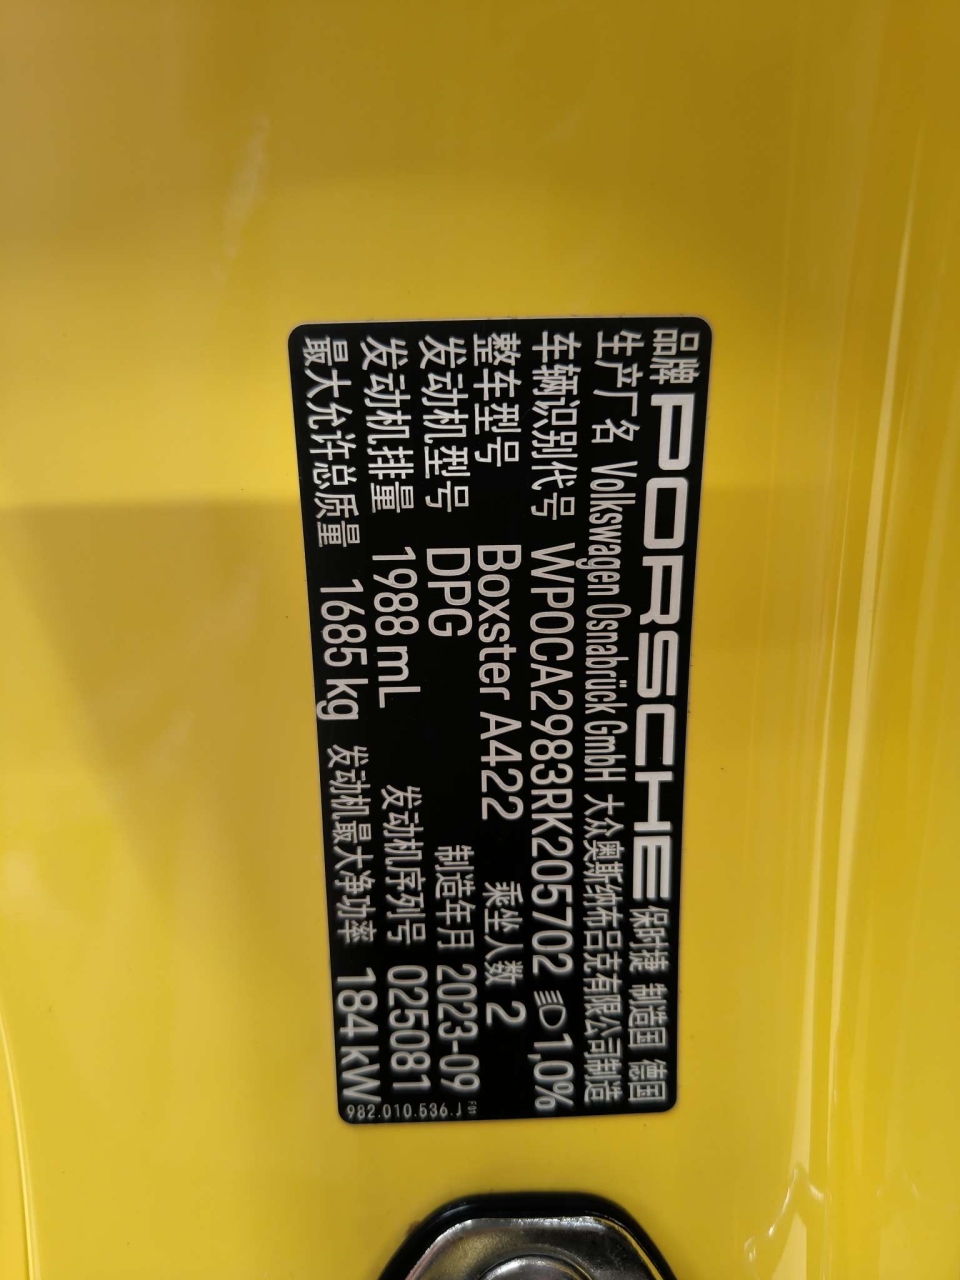 品牌 PORSCHE 保时捷 制造国 德国
生产厂名 Volkswagen Osnabrück GmbH 大众奥斯纳布吕克有限公司制造
车辆识别代号 WP0CA2983RK205702 1,0%
整车型号 Boxster A422 乘坐人数 2
发动机型号 DPG 制造年月 2023-09
发动机排量 1988 mL 发动机序列号 025081
最大允许总质量 1685 kg 发动机最大净功率 184 kW
982.010.536.J F01